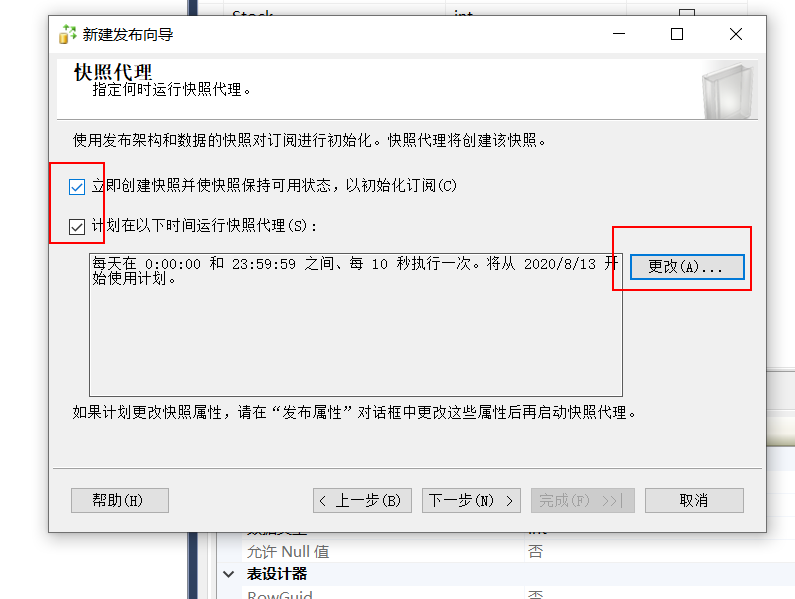 Stock
int
新建发布向导
快照代理
指定何时运行快照代理。
使用发布架构和数据的快照对订阅进行初始化。快照代理将创建该快照。
立即创建快照并使快照保持可用状态，以初始化订阅(C)
计划在以下时间运行快照代理(S)：
每天在 0:00:00 和 23:59:59 之间、每 10 秒执行一次。将从 2020/8/13 开
始使用计划。
更改(A)...
如果计划更改快照属性，请在“发布属性”对话框中更改这些属性后再启动快照代理。
帮助(H)
< 上一步(B)
下一步(N) >
完成(F) >>|
取消
数据类型
int
允许 Null 值
否
表设计器
RowGuid
否